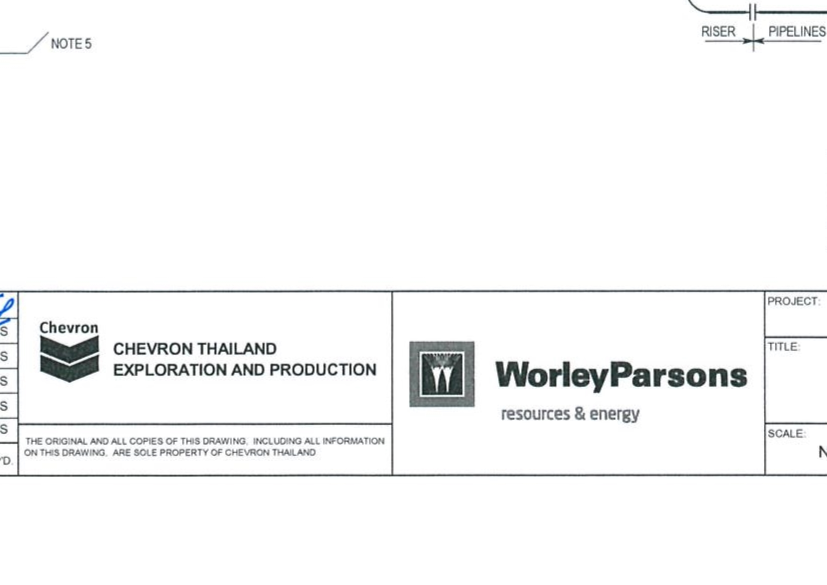 RISER PIPELINES
NOTE 5
PROJECT:
S
Chevron
S
CHEVRON THAILAND
EXPLORATION AND PRODUCTION
WorleyParsons
resources & energy
TITLE:
S
S
S
THE ORIGINAL AND ALL COPIES OF THIS DRAWING, INCLUDING ALL INFORMATION
ON THIS DRAWING, ARE SOLE PROPERTY OF CHEVRON THAILAND
'D.
SCALE:
N